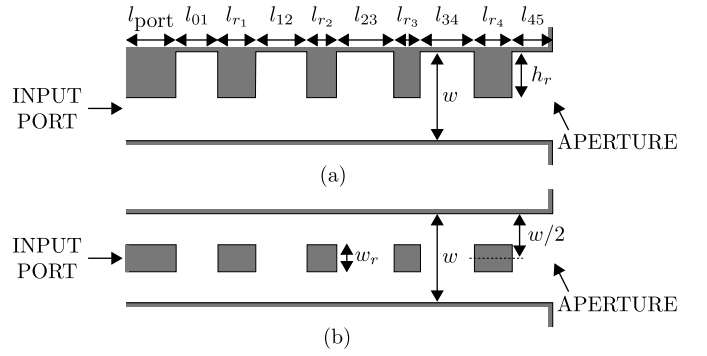 l_port l_01 l_r1 l_12 l_r2 l_23 l_r3 l_34 l_r4 l_45
h_r
w
INPUT
PORT
APERTURE
(a)
w/2
INPUT
PORT
w_r
w
APERTURE
(b)